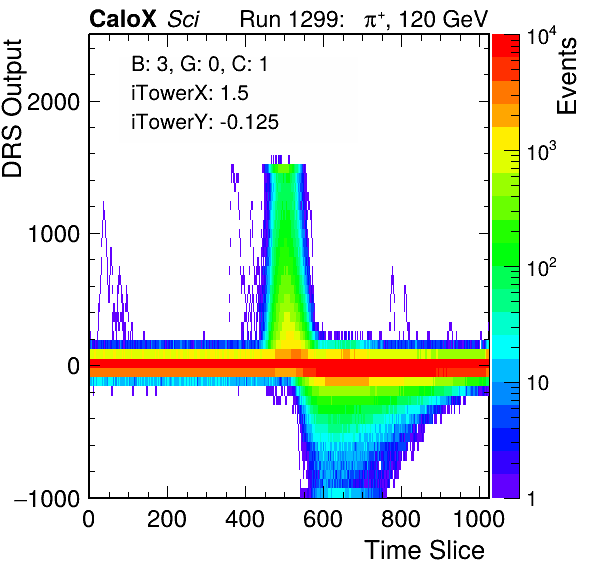 CaloX Sci Run 1299: π⁺, 120 GeV
B: 3, G: 0, C: 1
iTowerX: 1.5
iTowerY: -0.125
DRS Output
2000
1000
0
−1000
0 200 400 600 800 1000
Time Slice
Events
10⁴
10³
10²
10
1